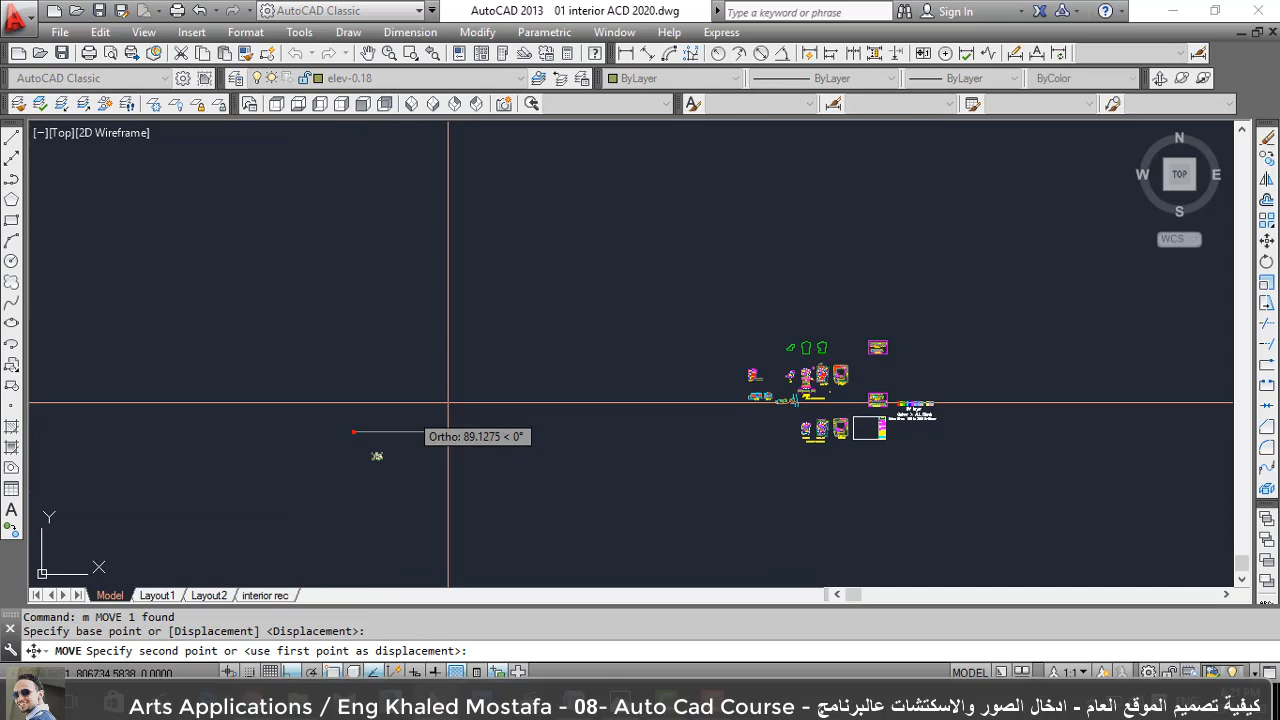 AutoCAD Classic
AutoCAD 2013 01 interior ACD 2020.dwg
Type a keyword or phrase
Sign In
File Edit View Insert Format Tools Draw Dimension Modify Parametric Window Help Express
AutoCAD Classic
elev-0.18
ByLayer
ByLayer
ByLayer
ByColor
[−][Top][2D Wireframe]
N
W TOP E
S
WCS
Ortho: 89.1275 < 0°
Y
X
Model Layout1 Layout2 interior rec
Command: m MOVE 1 found
Specify base point or [Displacement] <Displacement>:
MOVE Specify second point or <use first point as displacement>:
806734.5838, 0.0000
MODEL
1:1
Arts Applications / Eng Khaled Mostafa - 08- Auto Cad Course - كيفية تصميم الموقع العام - ادخال الصور والاسكتشات عالبرنامج